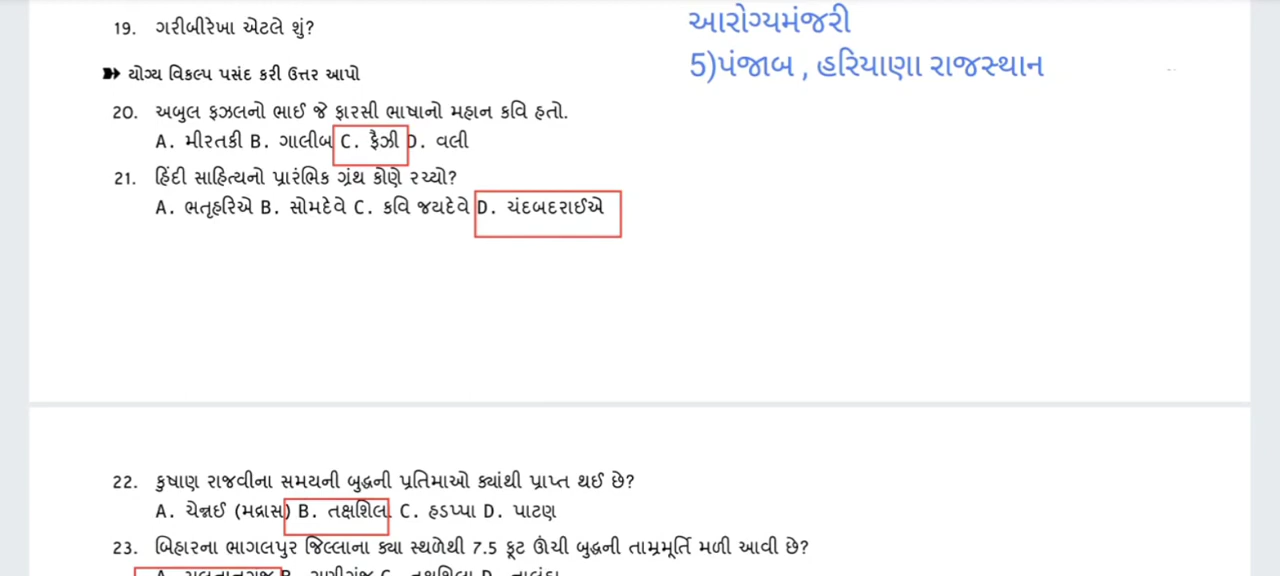 19. ગરીબીરેખા એટલે શું?
આરોગ્યમંજરી
5)પંજાબ , હરિયાણા રાજસ્થાન
યોગ્ય વિકલ્પ પસંદ કરી ઉત્તર આપો
20. અબુલ ફઝલનો ભાઈ જે ફારસી ભાષાનો મહાન કવિ હતો.
A. મીરતકી B. ગાલીબ C. ફૈઝી D. વલી
21. હિંદી સાહિત્યનો પ્રારંભિક ગ્રંથ કોણે રચ્યો?
A. ભતૃહરિએ B. સોમદેવે C. કવિ જયદેવે D. ચંદબદરાઈએ
22. કુષાણ રાજવીના સમયની બુદ્ધની પ્રતિમાઓ ક્યાંથી પ્રાપ્ત થઈ છે?
A. ચેન્નઈ (મદ્રાસ) B. તક્ષશિલા C. હડપ્પા D. પાટણ
23. બિહારના ભાગલપુર જિલ્લાના ક્યા સ્થળેથી 7.5 ફૂટ ઊંચી બુદ્ધની તામ્રમૂર્તિ મળી આવી છે?